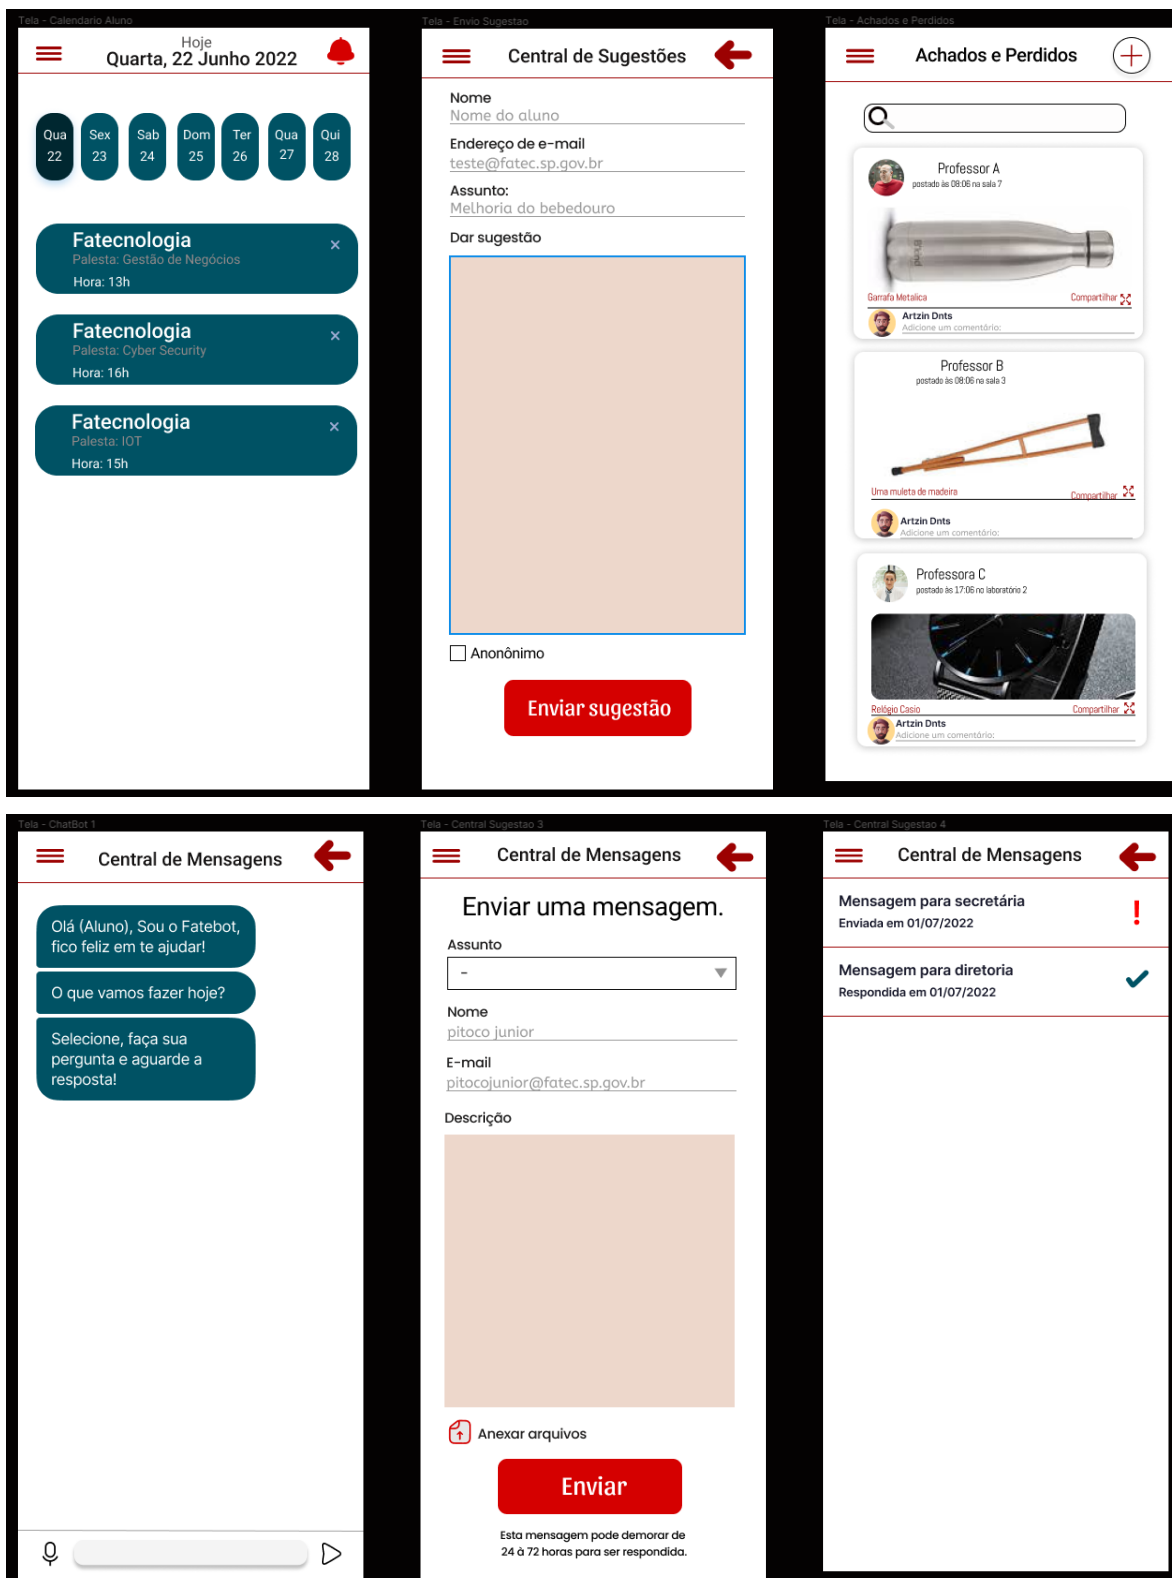 Tela - Calendario Aluno
Hoje
Quarta, 22 Junho 2022
Qua Sex Sab Dom Ter Qua Qui
22 23 24 25 26 27 28
Fatecnologia
Palesta: Gestão de Negócios
Hora: 13h
Fatecnologia
Palesta: Cyber Security
Hora: 16h
Fatecnologia
Palesta: IOT
Hora: 15h
Tela - Envio Sugestao
Central de Sugestões
Nome
Nome do aluno
Endereço de e-mail
teste@fatec.sp.gov.br
Assunto:
Melhoria do bebedouro
Dar sugestão
Anonônimo
Enviar sugestão
Tela - Achados e Perdidos
Achados e Perdidos
Professor A
postado às 08:06 na sala 7
Garrafa Metalica Compartilhar
Artzin Dnts
Adicione um comentário:
Professor B
postado às 08:06 na sala 3
Uma muleta de madeira Compartilhar
Artzin Dnts
Adicione um comentário:
Professora C
postado às 17:06 no laboratório 2
Relógio Casio Compartilhar
Artzin Dnts
Adicione um comentário:
Tela - ChatBot 1
Central de Mensagens
Olá (Aluno), Sou o Fatebot,
fico feliz em te ajudar!
O que vamos fazer hoje?
Selecione, faça sua
pergunta e aguarde a
resposta!
Tela - Central Sugestao 3
Central de Mensagens
Enviar uma mensagem.
Assunto
-
Nome
pitoco junior
E-mail
pitocojunior@fatec.sp.gov.br
Descrição
Anexar arquivos
Enviar
Esta mensagem pode demorar de
24 à 72 horas para ser respondida.
Tela - Central Sugestao 4
Central de Mensagens
Mensagem para secretária
Enviada em 01/07/2022
Mensagem para diretoria
Respondida em 01/07/2022